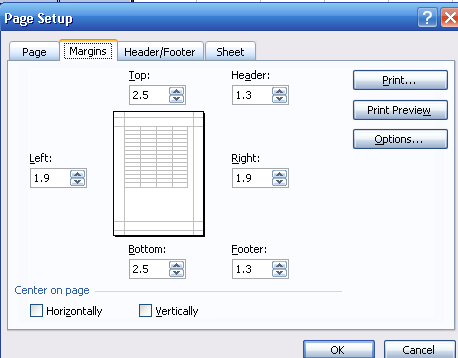 Page Setup
Page Margins Header/Footer Sheet
Top: Header:
2.5 1.3
Print...
Print Preview
Options...
Left: Right:
1.9 1.9
Bottom: Footer:
2.5 1.3
Center on page
Horizontally Vertically
OK Cancel